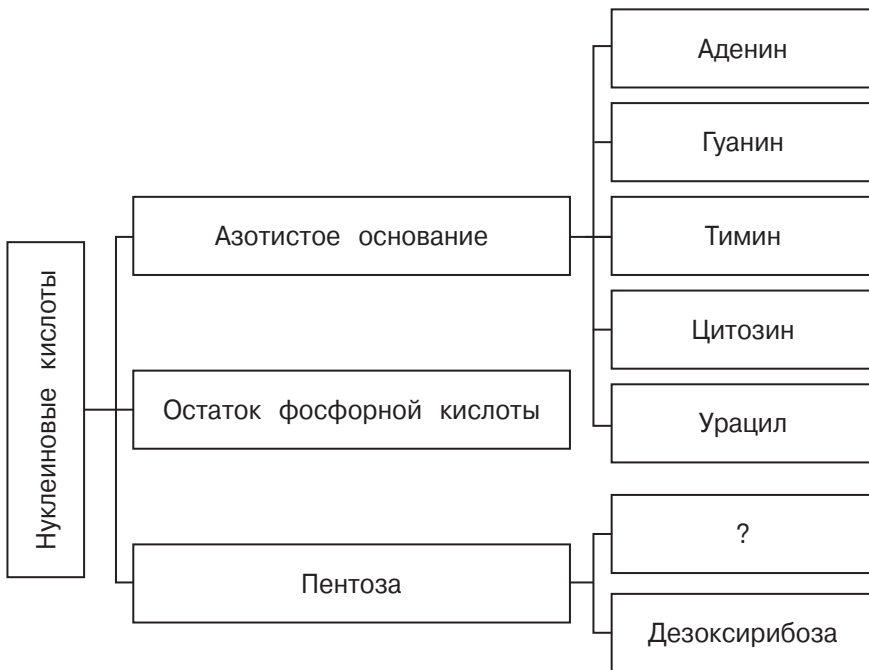 Нуклеиновые кислоты
Азотистое основание
Аденин
Гуанин
Тимин
Цитозин
Урацил
Остаток фосфорной кислоты
Пентоза
?
Дезоксирибоза